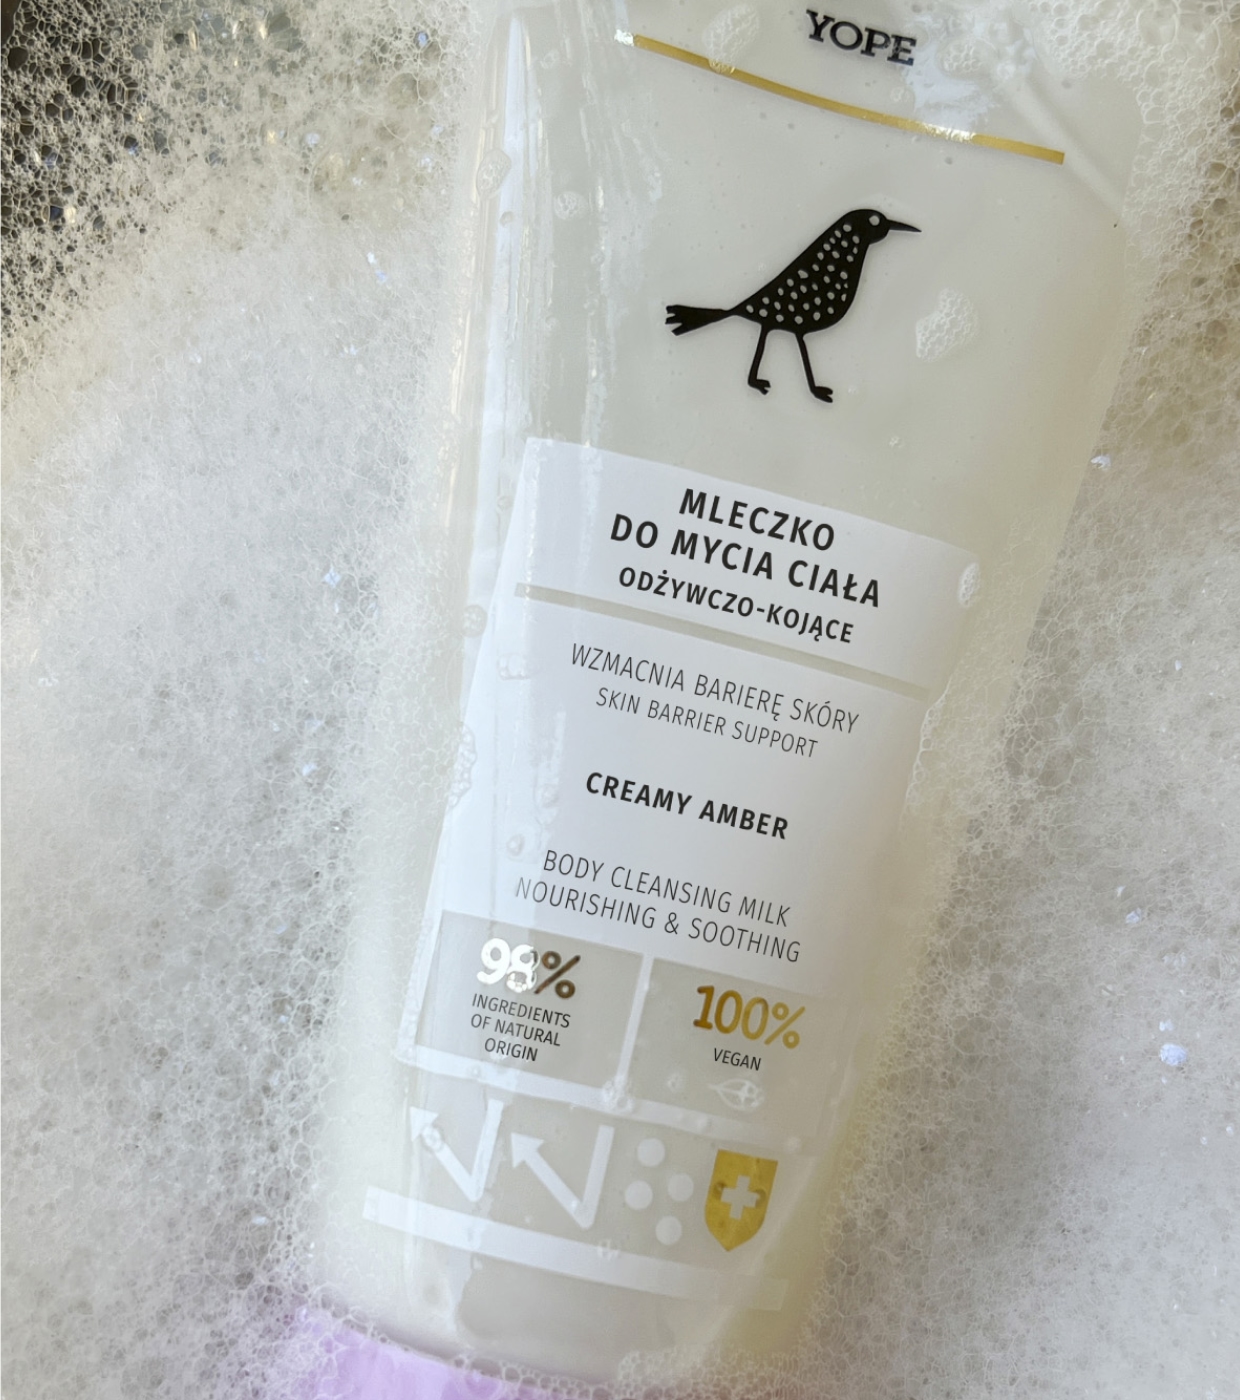 YOPE
MLECZKO
DO MYCIA CIAŁA
ODŻYWCZO-KOJĄCE
WZMACNIA BARIERĘ SKÓRY
SKIN BARRIER SUPPORT
CREAMY AMBER
BODY CLEANSING MILK
NOURISHING & SOOTHING
98%
INGREDIENTS
OF NATURAL
ORIGIN
100%
VEGAN